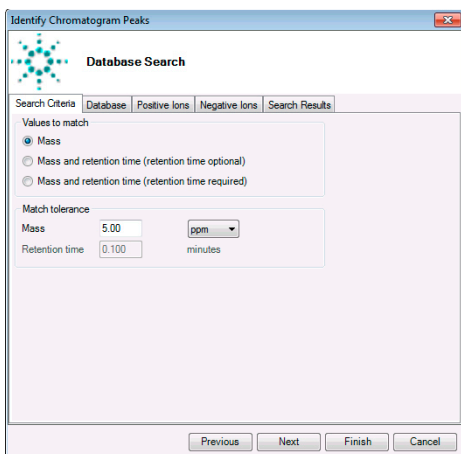 Identify Chromatogram Peaks
Database Search
Search Criteria Database Positive Ions Negative Ions Search Results
Values to match
Mass
Mass and retention time (retention time optional)
Mass and retention time (retention time required)
Match tolerance
Mass 5.00 ppm
Retention time 0.100 minutes
Previous Next Finish Cancel